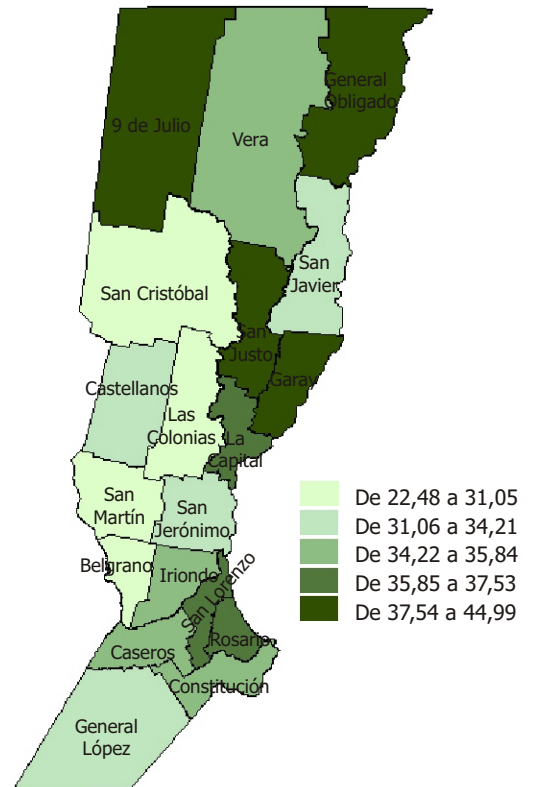 General
Obligado
9 de Julio
Vera
San
Javier
San Cristóbal
San
Justo
Garay
Castellanos
Las
Colonias
La
Capital
San
Martín
San
Jerónimo
Belgrano
Iriondo
San Lorenzo
Rosario
Caseros
Constitución
General
López
De 22,48 a 31,05
De 31,06 a 34,21
De 34,22 a 35,84
De 35,85 a 37,53
De 37,54 a 44,99